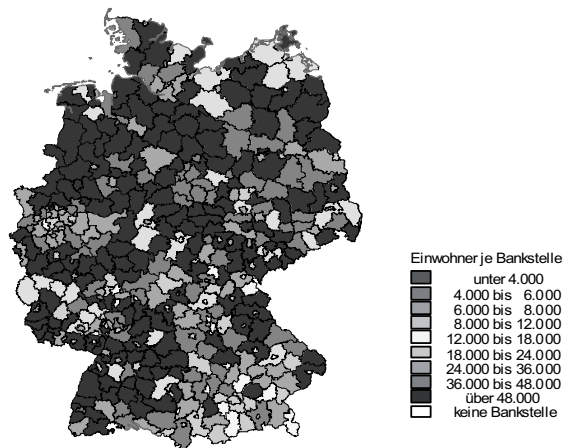 Einwohner je Bankstelle
unter 4.000
4.000 bis 6.000
6.000 bis 8.000
8.000 bis 12.000
12.000 bis 18.000
18.000 bis 24.000
24.000 bis 36.000
36.000 bis 48.000
über 48.000
keine Bankstelle